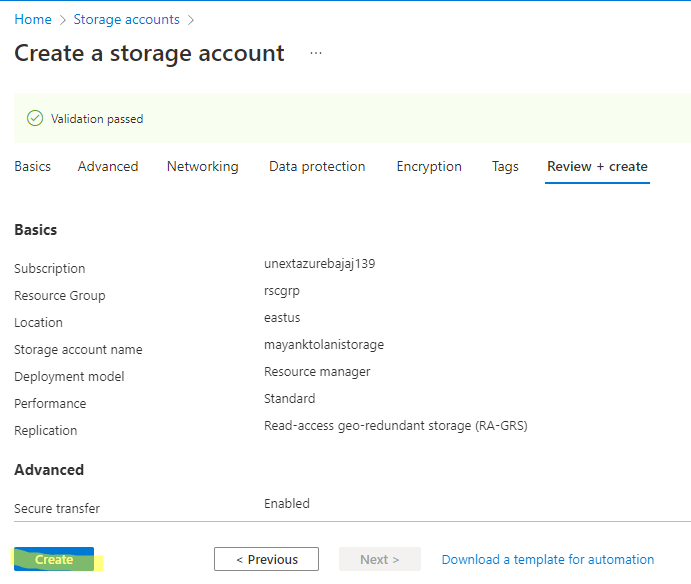 Home > Storage accounts >
Create a storage account ...
Validation passed
Basics Advanced Networking Data protection Encryption Tags Review + create
Basics
Subscription unextazurebajaj139
Resource Group rscgrp
Location eastus
Storage account name mayanktolanistorage
Deployment model Resource manager
Performance Standard
Replication Read-access geo-redundant storage (RA-GRS)
Advanced
Secure transfer Enabled
Create < Previous Next > Download a template for automation